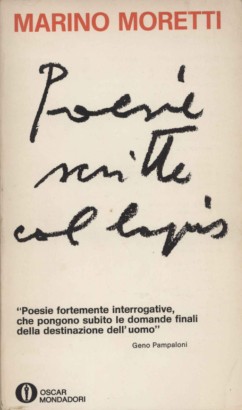 MARINO MORETTI
Poesie
scritte
col lapis
"Poesie fortemente interrogative,
che pongono subito le domande finali
della destinazione dell'uomo"
Geno Pampaloni
OSCAR
MONDADORI